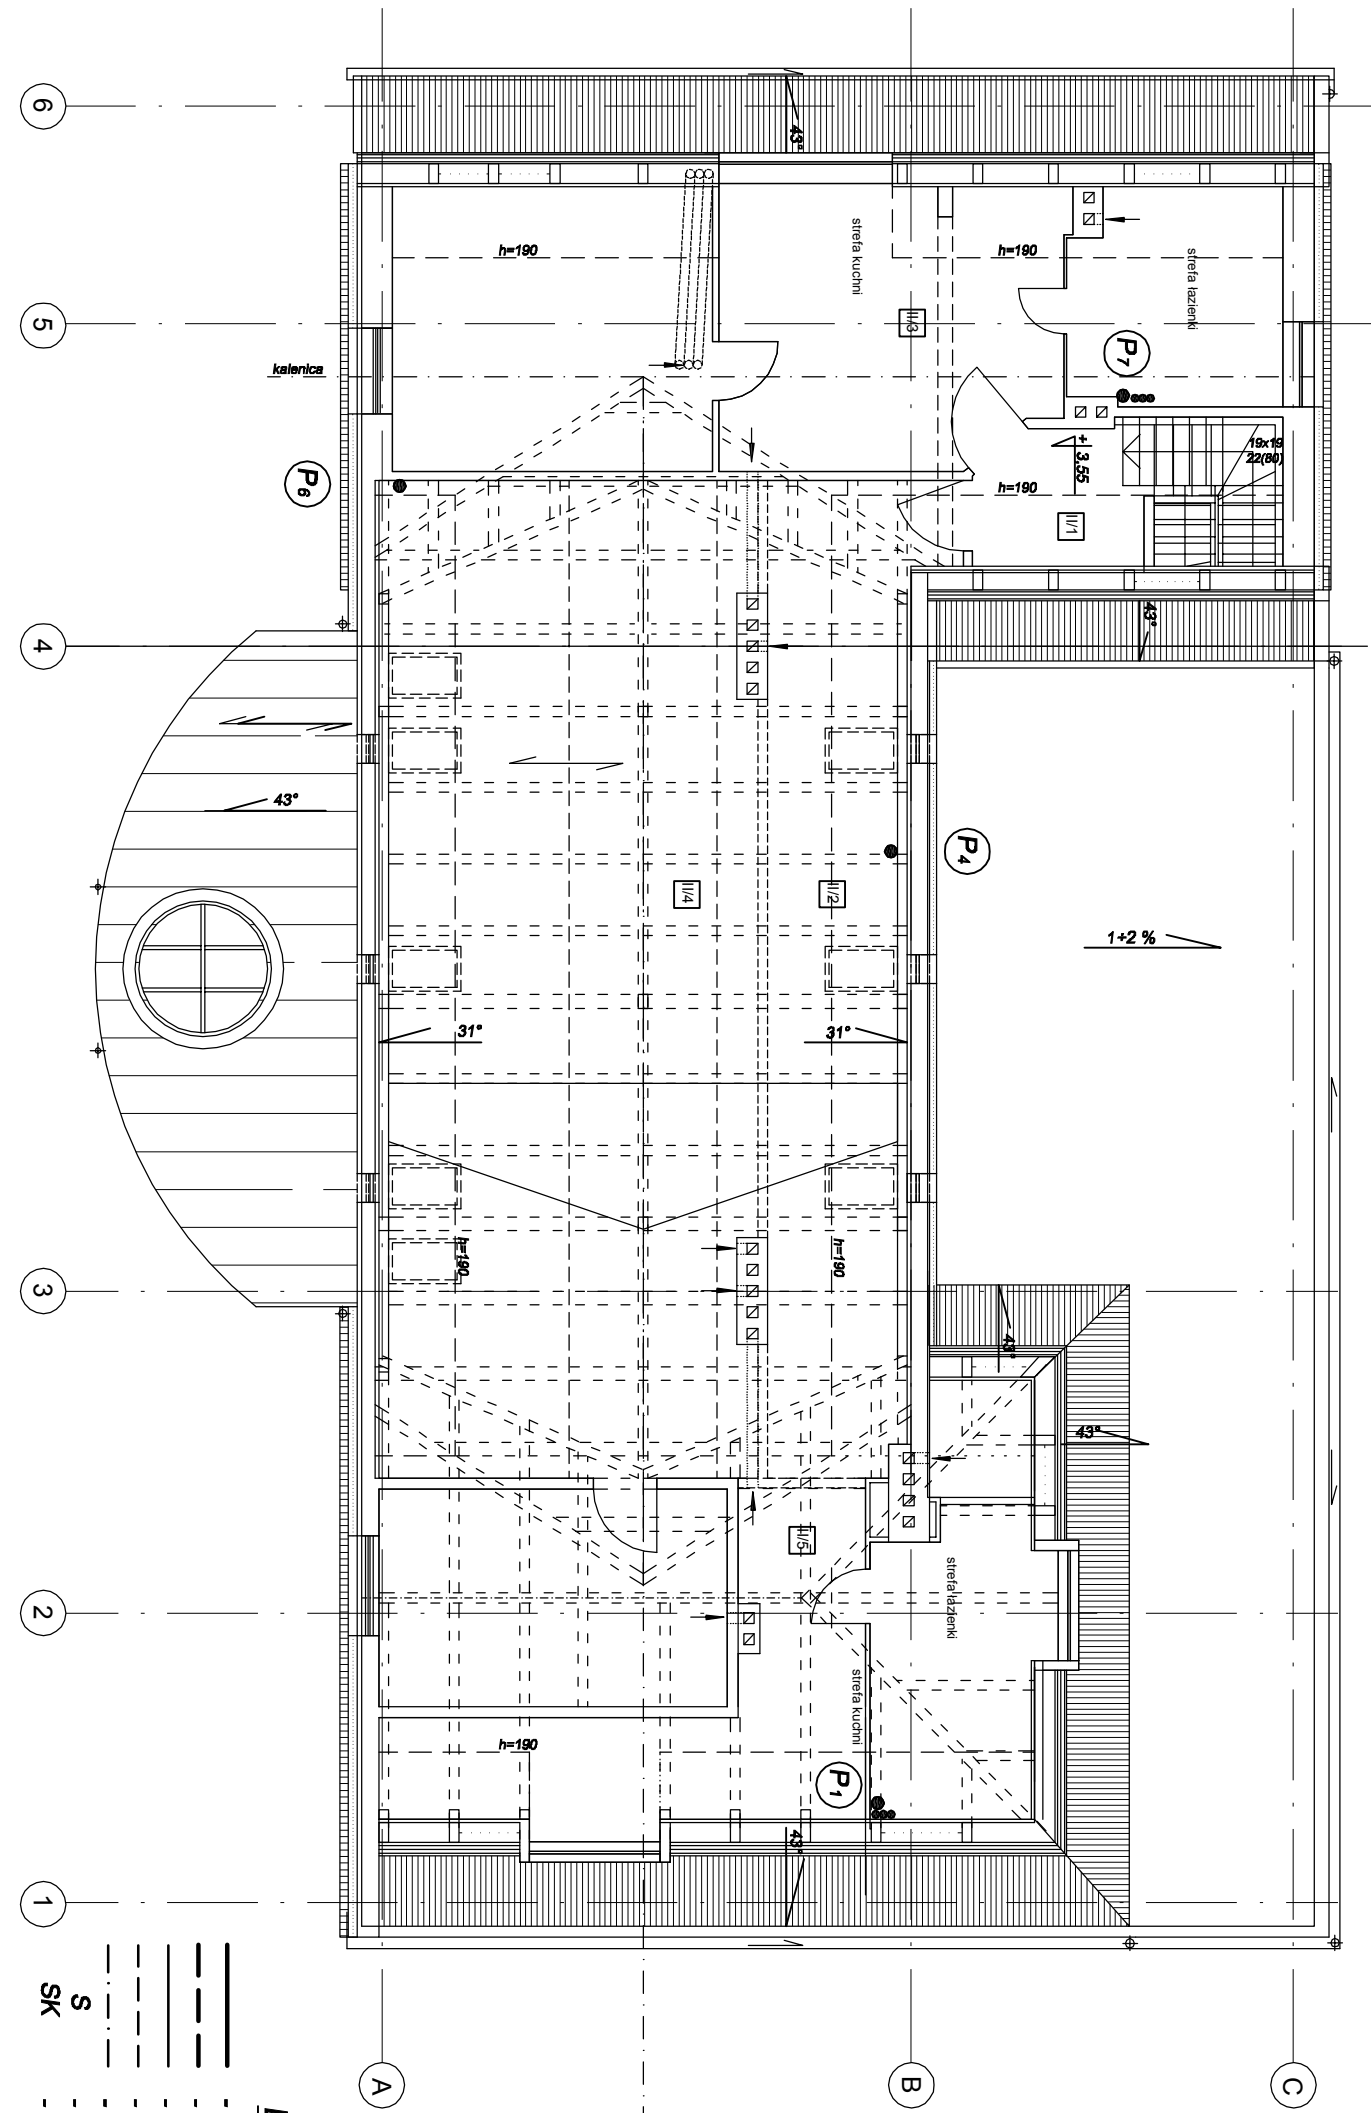 6
43°
h=190
strefa kuchni
h=190
strefa łazienki
5
II/3
P7
kalenica
+ 3,55
19x19
22(80)
P6
h=190
II/1
43°
4
43°
P4
II/4
II/2
1÷2 %
31°
31°
h=190
h=190
3
43°
43°
II/5
strefa łazienki
2
strefa kuchni
h=190
P1
43°
1
S
SK
A
B
C